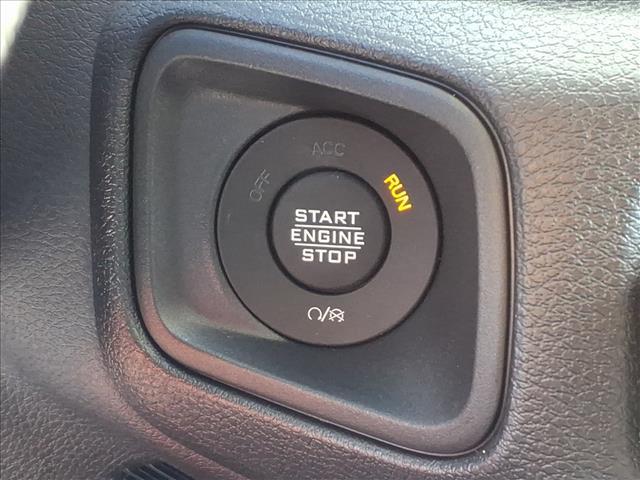 OFF
ACC
RUN
START
ENGINE
STOP